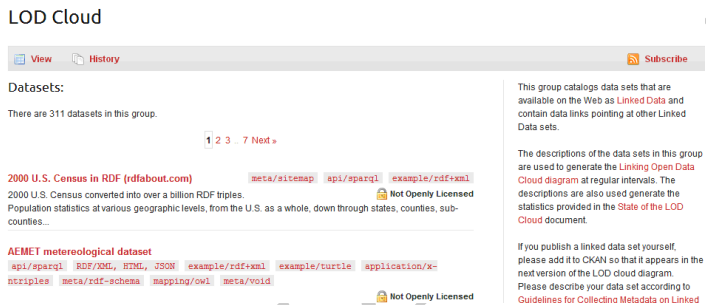 LOD Cloud
View History Subscribe
Datasets:
There are 311 datasets in this group.
1 2 3 . 7 Next »
2000 U.S. Census in RDF (rdfabout.com) meta/sitemap api/sparql example/rdf+xml
2000 U.S. Census converted into over a billion RDF triples. Not Openly Licensed
Population statistics at various geographic levels, from the U.S. as a whole, down through states, counties, sub-
counties...
AEMET metereological dataset
api/sparql RDF/XML, HTML, JSON example/rdf+xml example/turtle application/x-
ntriples meta/rdf-schema mapping/owl meta/void
Not Openly Licensed
This group catalogs data sets that are
available on the Web as Linked Data and
contain data links pointing at other Linked
Data sets.
The descriptions of the data sets in this group
are used to generate the Linking Open Data
Cloud diagram at regular intervals. The
descriptions are also used generate the
statistics provided in the State of the LOD
Cloud document.
If you publish a linked data set yourself,
please add it to CKAN so that it appears in the
next version of the LOD cloud diagram.
Please describe your data set according to
Guidelines for Collecting Metadata on Linked